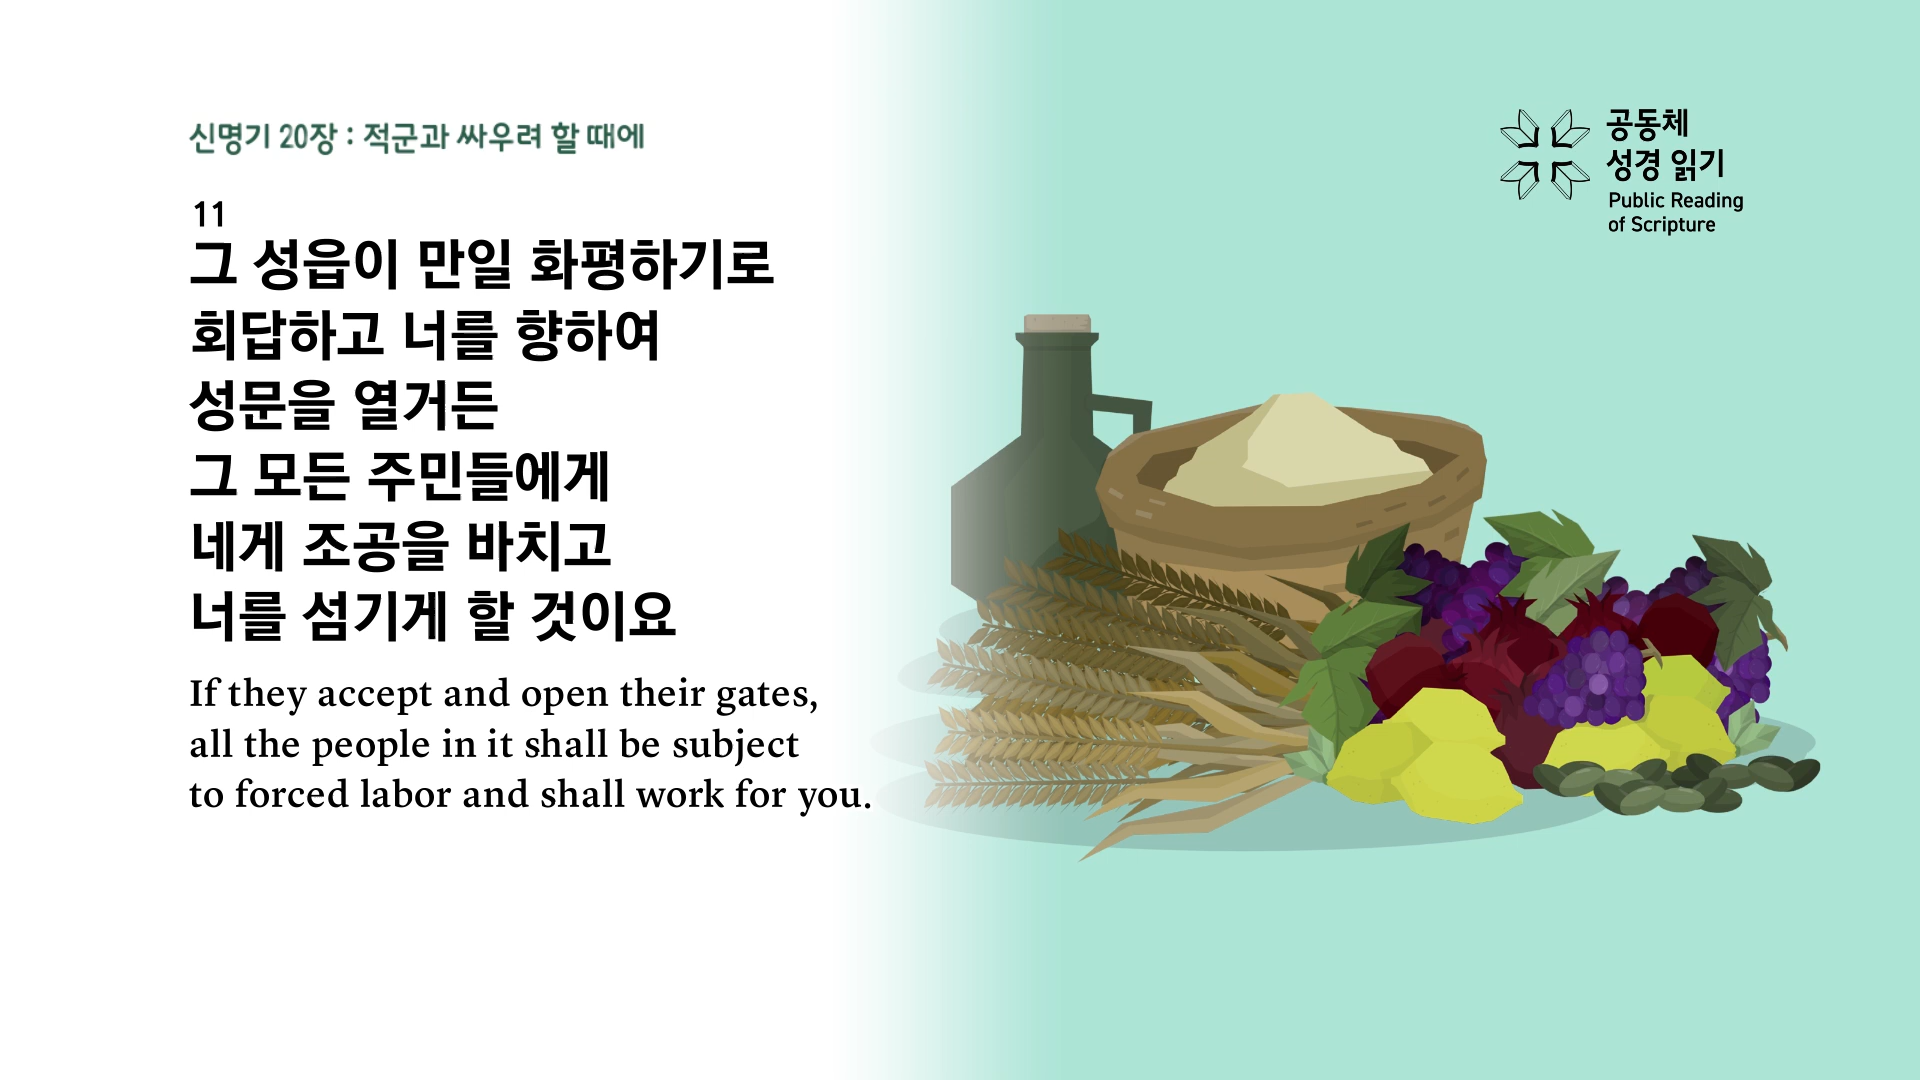 신명기 20장 : 적군과 싸우려 할 때에
11
그 성읍이 만일 화평하기로
회답하고 너를 향하여
성문을 열거든
그 모든 주민들에게
네게 조공을 바치고
너를 섬기게 할 것이요
If they accept and open their gates,
all the people in it shall be subject
to forced labor and shall work for you.
공동체
성경 읽기
Public Reading
of Scripture